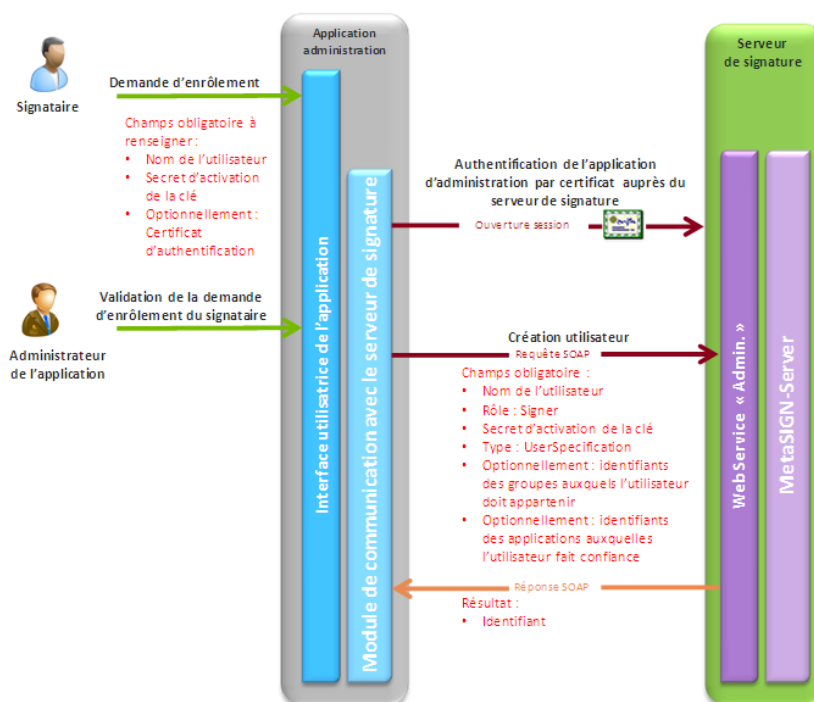 Application
administration
Serveur
de signature
Signataire
Demande d'enrôlement
Champs obligatoire à
renseigner :
• Nom de l'utilisateur
• Secret d'activation
de la clé
• Optionnellement :
Certificat
d'authentification
Administrateur
de l'application
Validation de la demande
d'enrôlement du signataire
Interface utilisatrice de l'application
Module de communication avec le serveur de signature
Authentification de l'application
d'administration par certificat auprès du
serveur de signature
Ouverture session
Création utilisateur
Requête SOAP
Champs obligatoire :
• Nom de l'utilisateur
• Rôle : Signer
• Secret d'activation de la clé
• Type : UserSpecification
• Optionnellement : identifiants
des groupes auxquels l'utilisateur
doit appartenir
• Optionnellement : identifiants
des applications auxquelles
l'utilisateur fait confiance
Réponse SOAP
Résultat :
• Identifiant
WebService « Admin. »
MetaSIGN-Server